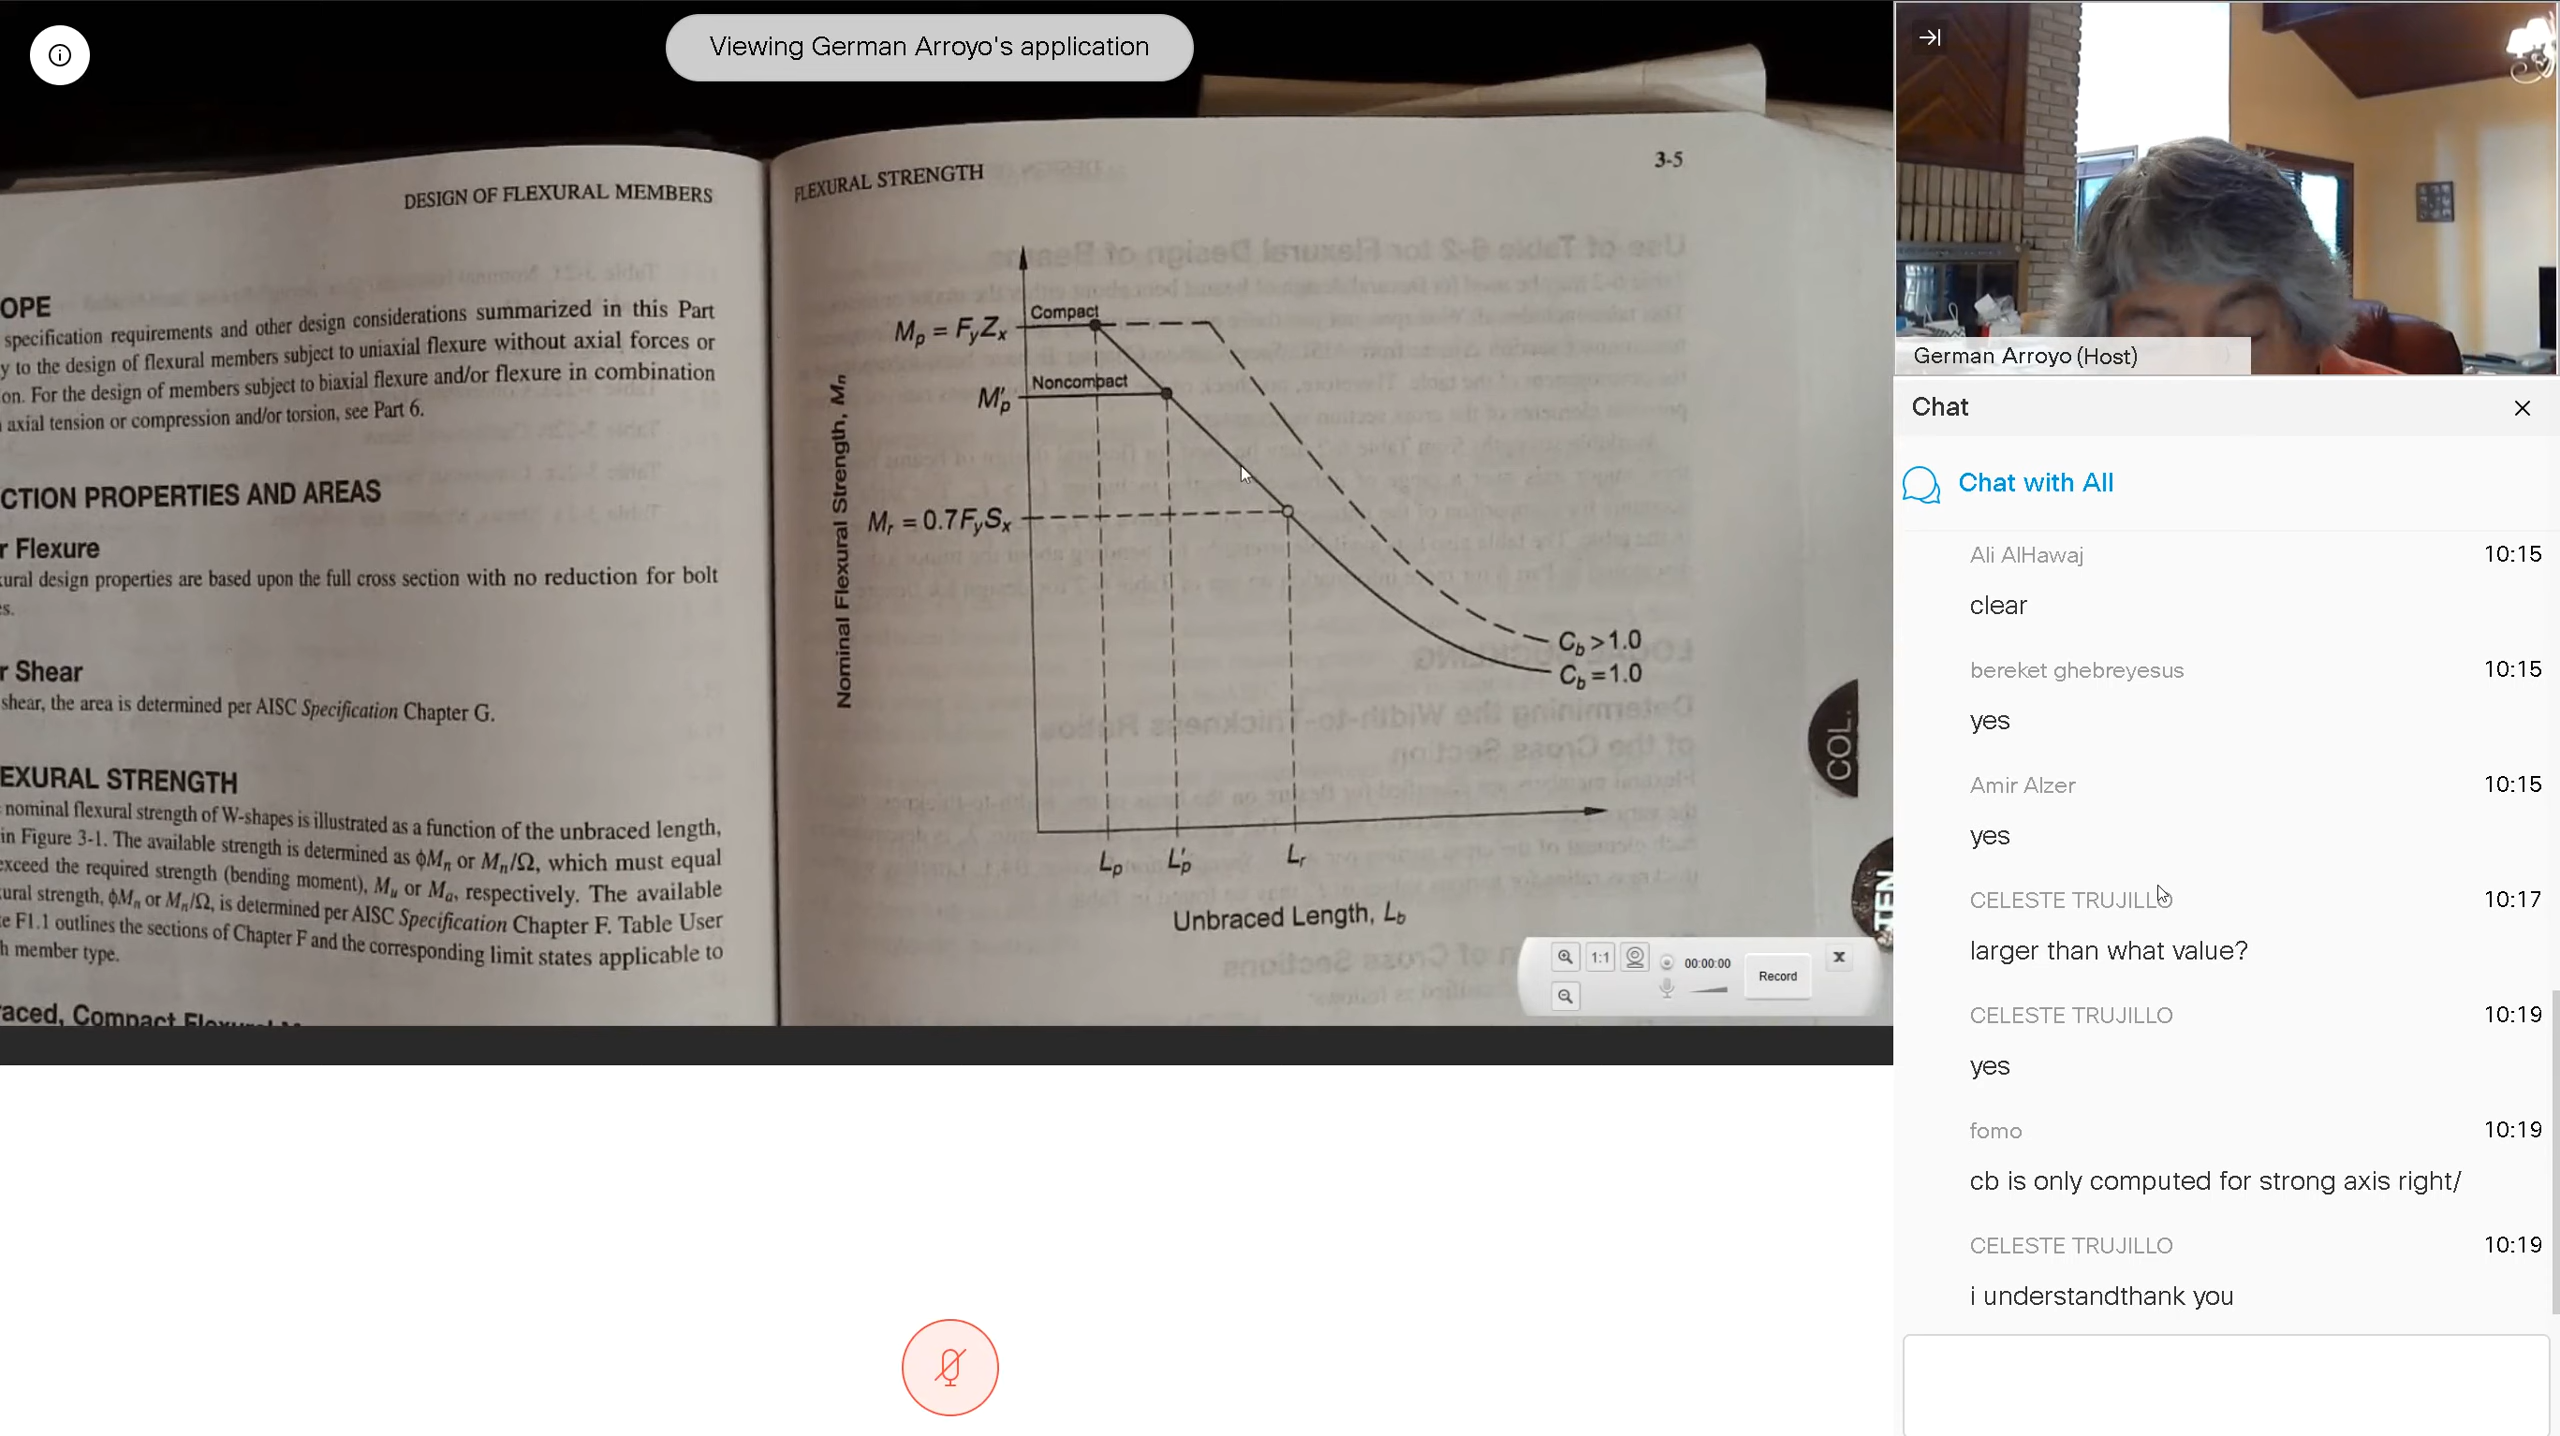 Viewing German Arroyo's application
DESIGN OF FLEXURAL MEMBERS
OPE
specification requirements and other design considerations summarized in this Part
y to the design of flexural members subject to uniaxial flexure without axial forces or
on. For the design of members subject to biaxial flexure and/or flexure in combination
axial tension or compression and/or torsion, see Part 6.
CTION PROPERTIES AND AREAS
r Flexure
ural design properties are based upon the full cross section with no reduction for bolt
es.
r Shear
shear, the area is determined per AISC Specification Chapter G.
EXURAL STRENGTH
nominal flexural strength of W-shapes is illustrated as a function of the unbraced length,
in Figure 3-1. The available strength is determined as ϕMn or Mn/Ω, which must equal
exceed the required strength (bending moment), Mu or Ma, respectively. The available
ural strength, ϕMn or Mn/Ω, is determined per AISC Specification Chapter F. Table User
e F1.1 outlines the sections of Chapter F and the corresponding limit states applicable to
h member type.
raced, Compact
FLEXURAL STRENGTH
3-5
Nominal Flexural Strength, Mn
Mp = FyZx
Compact
M'p
Noncompact
Mr = 0.7FySx
Cb > 1.0
Cb = 1.0
Lp
L'p
Lr
Unbraced Length, Lb
COL.
TEN
1:1
00:00:00
Record
x
German Arroyo (Host)
Chat
Chat with All
Ali AlHawaj 10:15
clear
bereket ghebreyesus 10:15
yes
Amir Alzer 10:15
yes
CELESTE TRUJILLO 10:17
larger than what value?
CELESTE TRUJILLO 10:19
yes
fomo 10:19
cb is only computed for strong axis right/
CELESTE TRUJILLO 10:19
i understandthank you